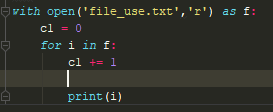 with open('file_use.txt','r') as f:
    cl = 0
    for i in f:
        cl += 1

        print(i)